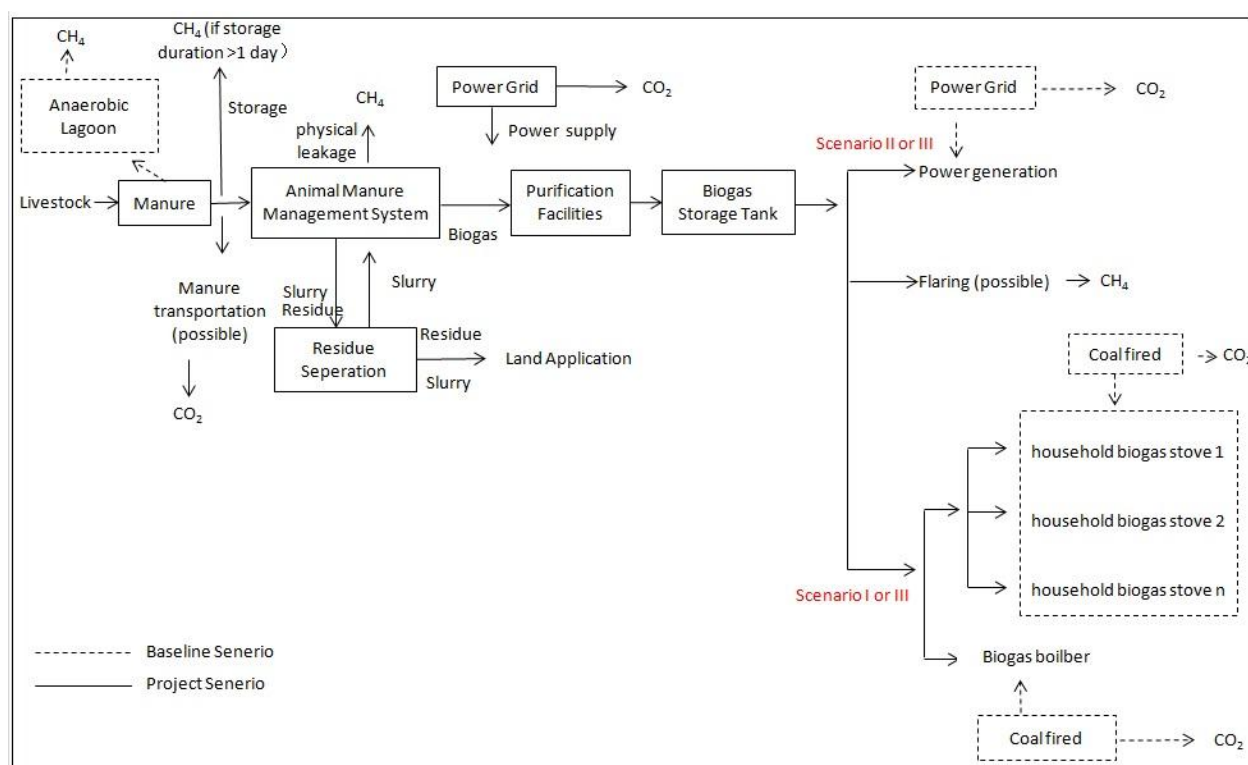 CH₄
CH₄ (if storage
duration >1 day）
Anaerobic
Lagoon
Storage
CH₄
physical
leakage
Power Grid
CO₂
Power supply
Power Grid
CO₂
Scenario II or III
Livestock
Manure
Animal Manure
Management System
Biogas
Purification
Facilities
Biogas
Storage Tank
Power generation
Manure
transportation
(possible)
CO₂
Slurry
Residue
Slurry
Residue
Seperation
Residue
Slurry
Land Application
Flaring (possible)
CH₄
Coal fired
CO₂
household biogas stove 1
household biogas stove 2
household biogas stove n
Scenario I or III
Biogas boilber
Coal fired
CO₂
Baseline Senerio
Project Senerio